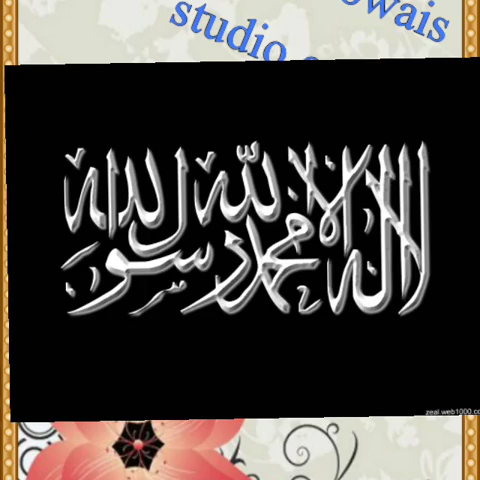 owais
studio
لا اله الا الله محمد رسول الله
zeal.web1000.co